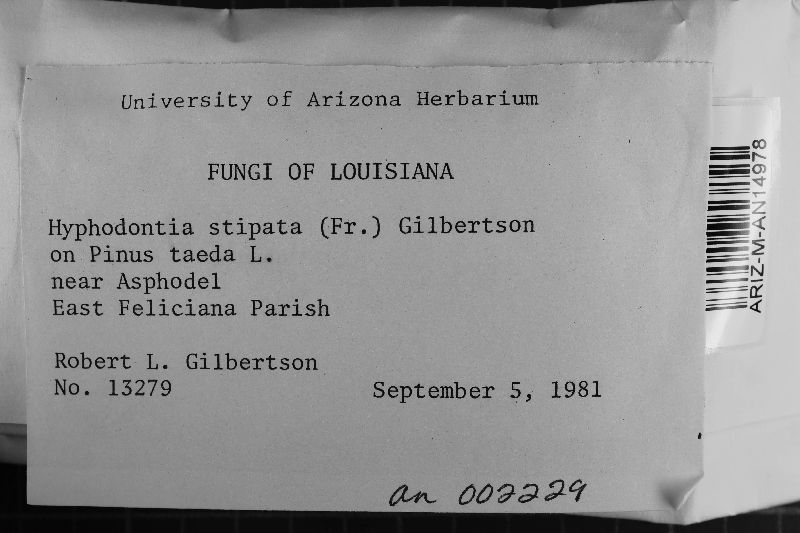 University of Arizona Herbarium
FUNGI OF LOUISIANA
Hyphodontia stipata (Fr.) Gilbertson
on Pinus taeda L.
near Asphodel
East Feliciana Parish
Robert L. Gilbertson
No. 13279 September 5, 1981
an 002229
ARIZ-M-AN14978